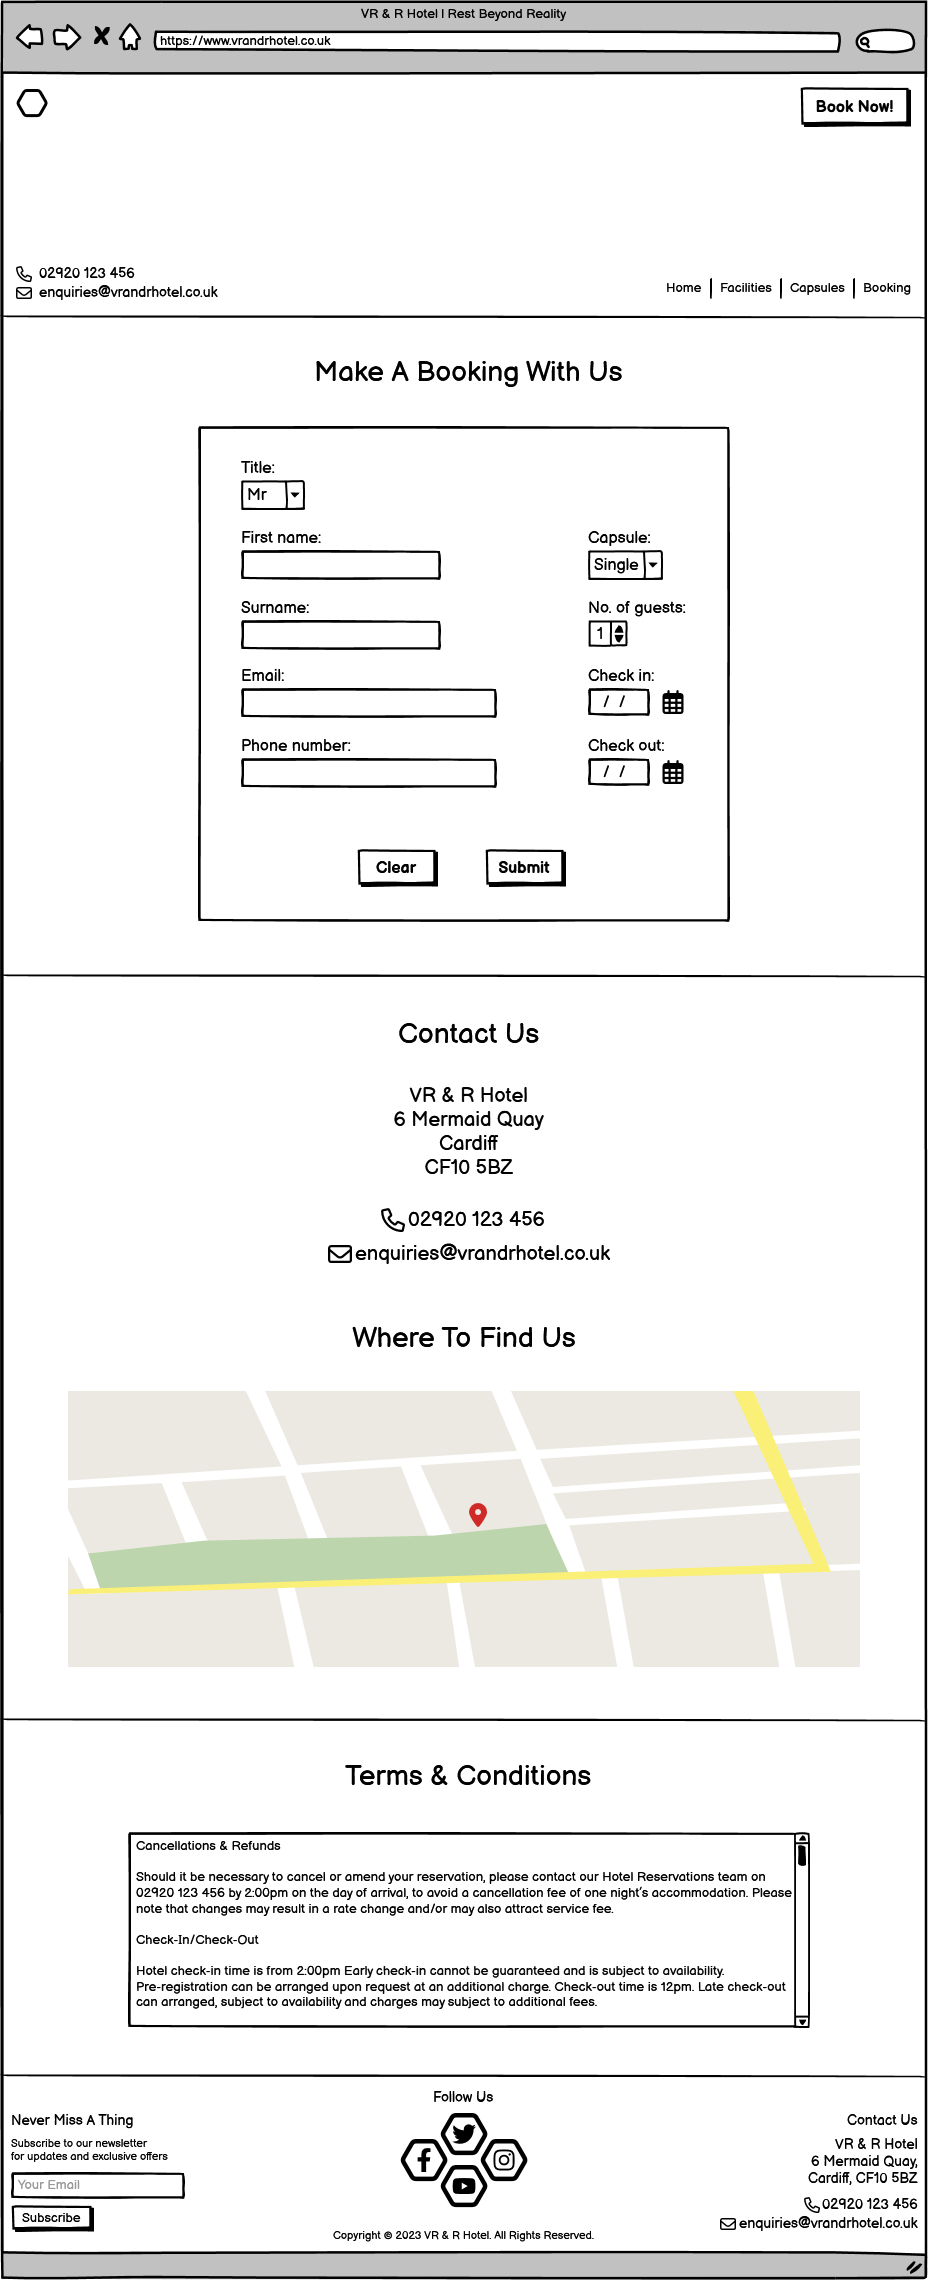 VR & R Hotel | Rest Beyond Reality
https://www.vrandrhotel.co.uk
Book Now!
02920 123 456
enquiries@vrandrhotel.co.uk
Home | Facilities | Capsules | Booking
Make A Booking With Us
Title:
Mr
First name:
Capsule:
Single
Surname:
No. of guests:
1
Email:
Check in:
/ /
Phone number:
Check out:
/ /
Clear
Submit
Contact Us
VR & R Hotel
6 Mermaid Quay
Cardiff
CF10 5BZ
02920 123 456
enquiries@vrandrhotel.co.uk
Where To Find Us
Terms & Conditions
Cancellations & Refunds
Should it be necessary to cancel or amend your reservation, please contact our Hotel Reservations team on
02920 123 456 by 2:00pm on the day of arrival, to avoid a cancellation fee of one night's accommodation. Please
note that changes may result in a rate change and/or may also attract service fee.
Check-In/Check-Out
Hotel check-in time is from 2:00pm Early check-in cannot be guaranteed and is subject to availability.
Pre-registration can be arranged upon request at an additional charge. Check-out time is 12pm. Late check-out
can arranged, subject to availability and charges may subject to additional fees.
Never Miss A Thing
Subscribe to our newsletter
for updates and exclusive offers
Your Email
Subscribe
Follow Us
Copyright © 2023 VR & R Hotel. All Rights Reserved.
Contact Us
VR & R Hotel
6 Mermaid Quay,
Cardiff, CF10 5BZ
02920 123 456
enquiries@vrandrhotel.co.uk